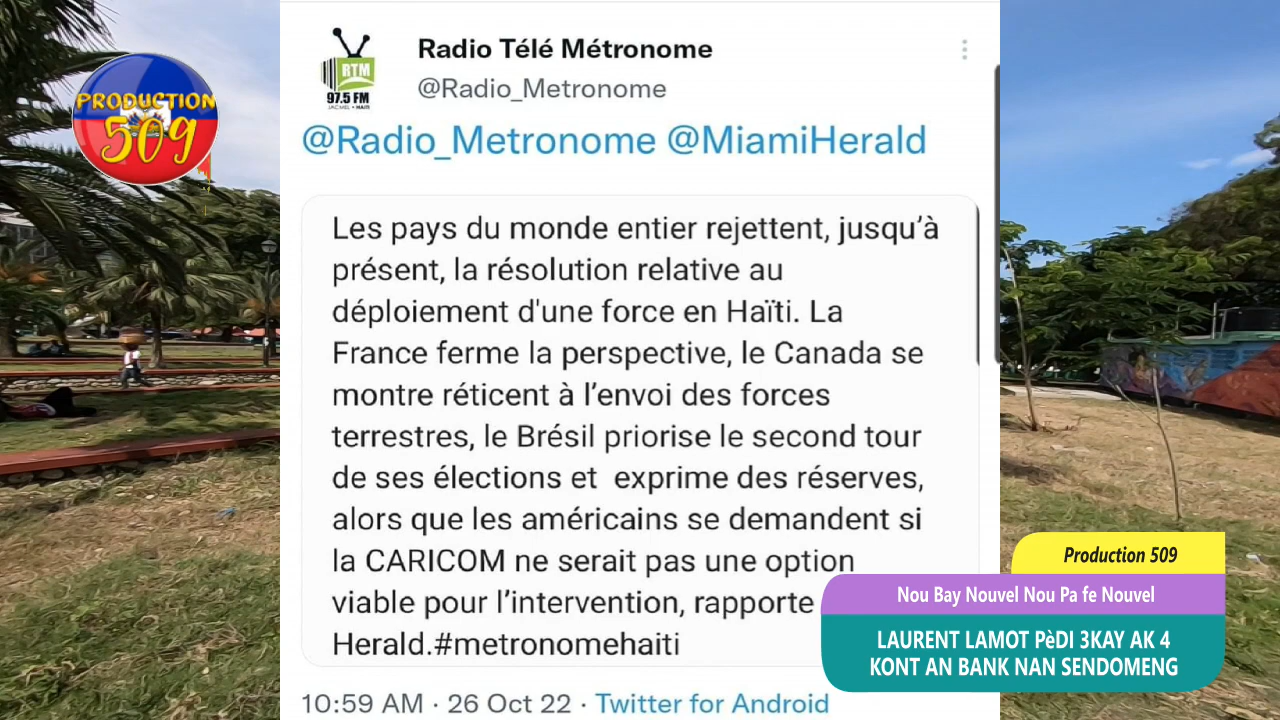 Radio Télé Métronome
RTM
97.5 FM
JACMEL • HAITI
@Radio_Metronome
PRODUCTION
509
@Radio_Metronome @MiamiHerald
Les pays du monde entier rejettent, jusqu’à
présent, la résolution relative au
déploiement d'une force en Haïti. La
France ferme la perspective, le Canada se
montre réticent à l’envoi des forces
terrestres, le Brésil priorise le second tour
de ses élections et  exprime des réserves,
alors que les américains se demandent si
la CARICOM ne serait pas une option
viable pour l’intervention, rapporte
Herald.#metronomehaiti
10:59 AM · 26 Oct 22 · Twitter for Android
Production 509
Nou Bay Nouvel Nou Pa fe Nouvel
LAURENT LAMOT PèDI 3KAY AK 4
KONT AN BANK NAN SENDOMENG